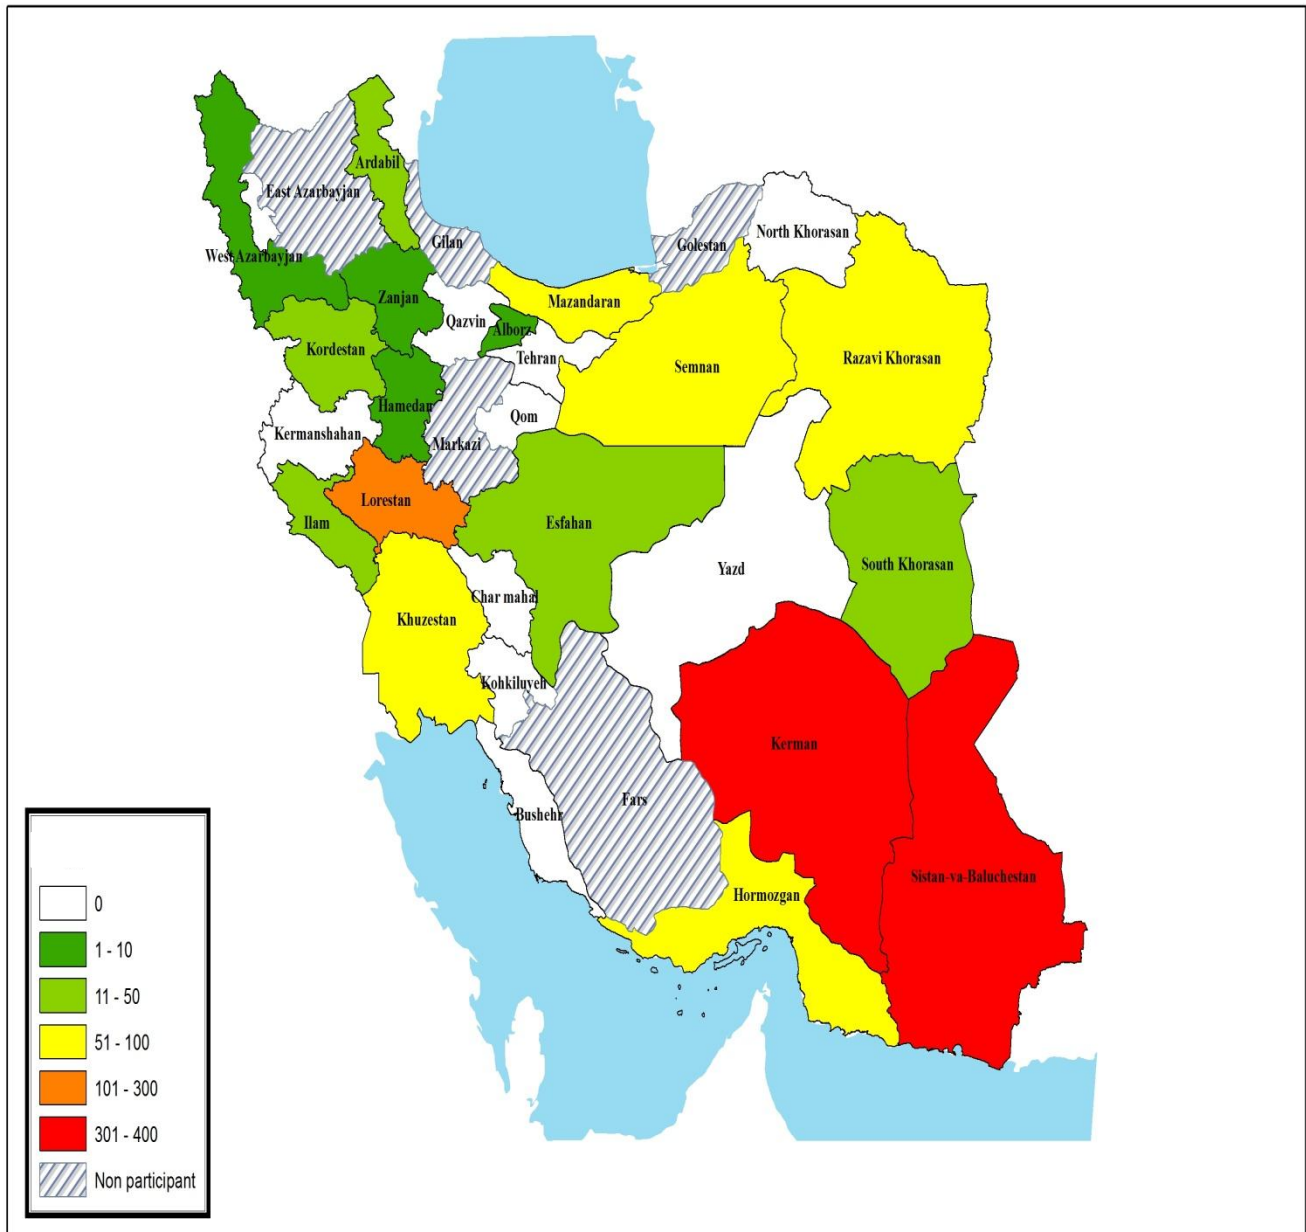 Ardabil
East Azarbayjan
North Khorasan
Gilan
Golestan
West Azarbayjan
Zanjan
Mazandaran
Qazvin
Alborz
Kordestan
Tehran
Razavi Khorasan
Semnan
Hamedan
Qom
Kermanshahan
Markazi
Lorestan
Ilam
Esfahan
South Khorasan
Yazd
Char mahal
Khuzestan
Kohkiluyeh
Kerman
Fars
Bushehr
Sistan-va-Baluchestan
Hormozgan
0
1 - 10
11 - 50
51 - 100
101 - 300
301 - 400
Non participant